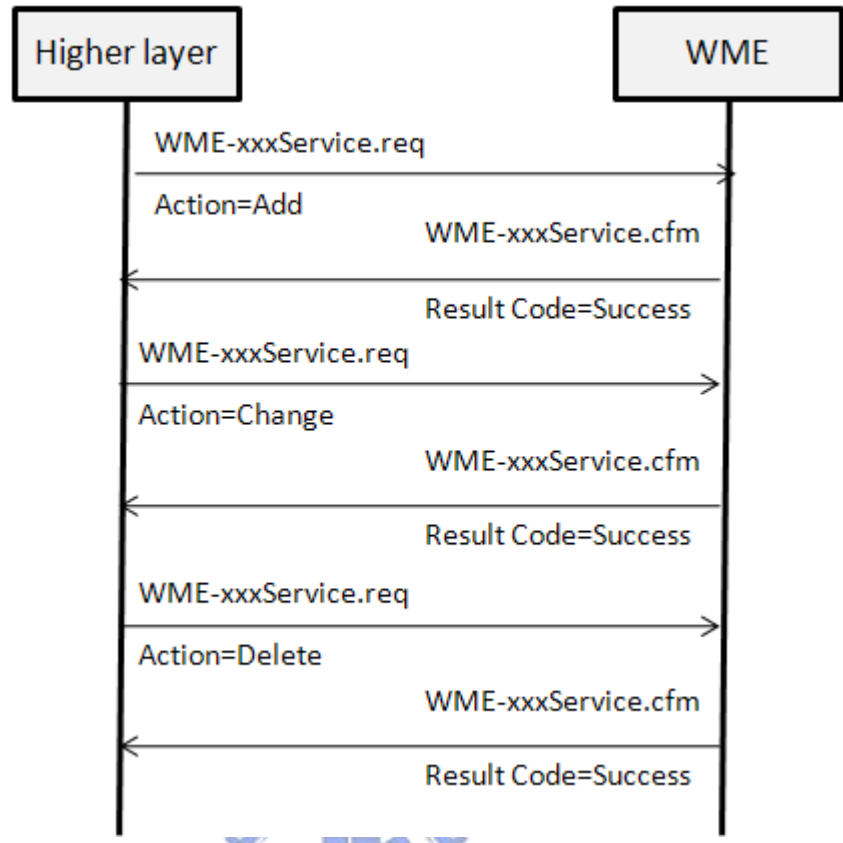 Higher layer
WME
WME-xxxService.req
Action=Add
WME-xxxService.cfm
Result Code=Success
WME-xxxService.req
Action=Change
WME-xxxService.cfm
Result Code=Success
WME-xxxService.req
Action=Delete
WME-xxxService.cfm
Result Code=Success